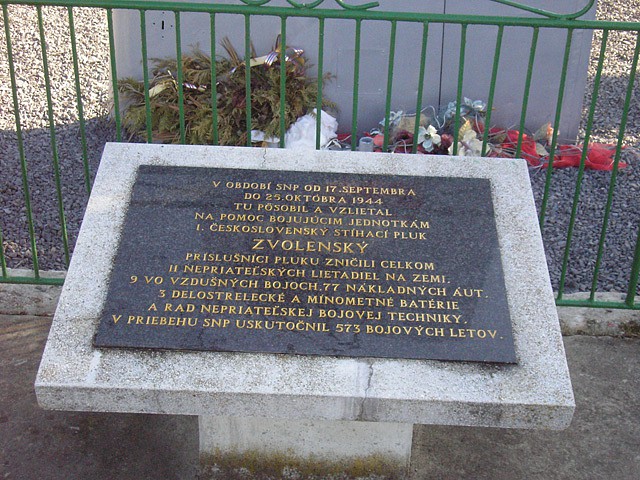 V OBDOBÍ SNP OD 17.SEPTEMBRA
DO 25.OKTÓBRA 1944
TU PÔSOBIL A VZLIETAL
NA POMOC BOJUJÚCIM JEDNOTKÁM
1. ČESKOSLOVENSKÝ STÍHACÍ PLUK
ZVOLENSKÝ
PRÍSLUŠNÍCI PLUKU ZNIČILI CELKOM
11 NEPRIATEĽSKÝCH LIETADIEL NA ZEMI,
9 VO VZDUŠNÝCH BOJOCH, 77 NÁKLADNÝCH ÁUT.
3 DELOSTRELECKÉ A MÍNOMETNÉ BATÉRIE
A RAD NEPRIATEĽSKEJ BOJOVEJ TECHNIKY.
V PRIEBEHU SNP USKUTOČNIL 573 BOJOVÝCH LETOV.